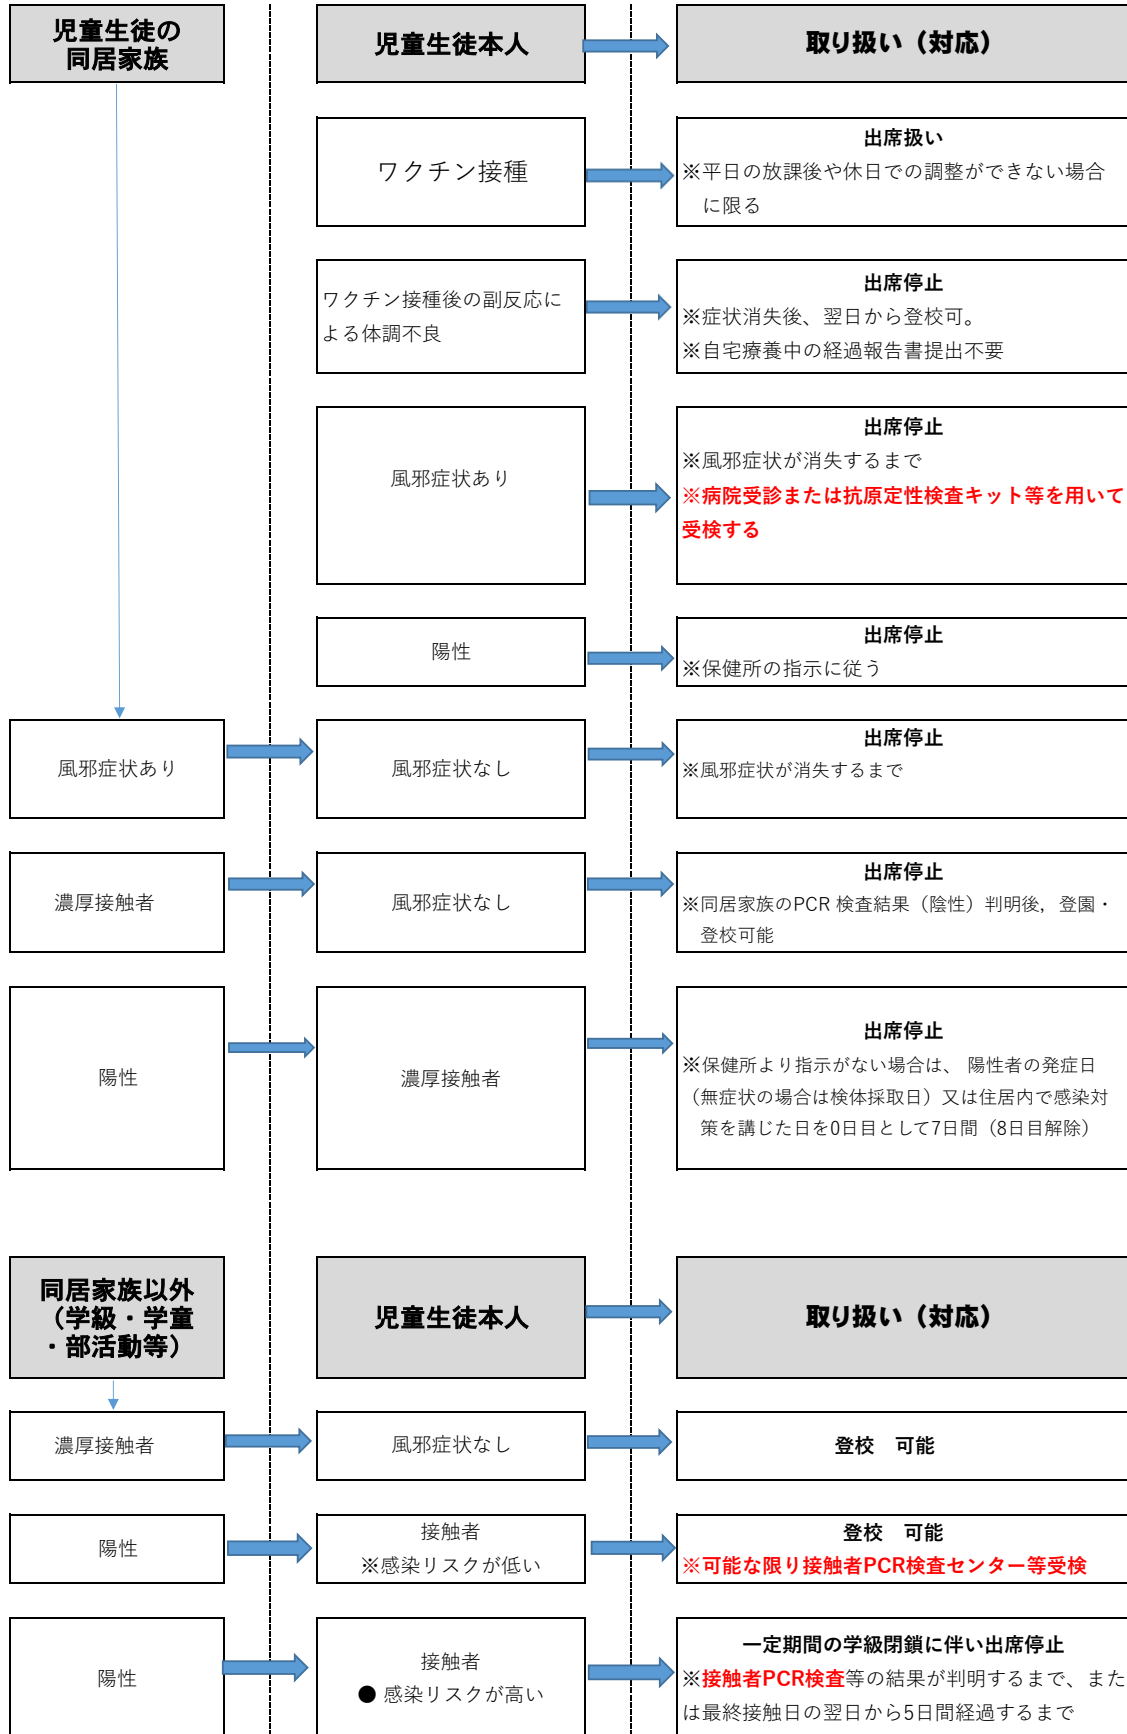 児童生徒の
同居家族
児童生徒本人
取り扱い（対応）
ワクチン接種
出席扱い
※平日の放課後や休日での調整ができない場合
に限る
ワクチン接種後の副反応に
よる体調不良
出席停止
※症状消失後、翌日から登校可。
※自宅療養中の経過報告書提出不要
風邪症状あり
出席停止
※風邪症状が消失するまで
※病院受診または抗原定性検査キット等を用いて
受検する
陽性
出席停止
※保健所の指示に従う
風邪症状あり
風邪症状なし
出席停止
※風邪症状が消失するまで
濃厚接触者
風邪症状なし
出席停止
※同居家族のPCR 検査結果（陰性）判明後，登園・
登校可能
陽性
濃厚接触者
出席停止
※保健所より指示がない場合は、 陽性者の発症日
（無症状の場合は検体採取日）又は住居内で感染対
策を講じた日を0日目として7日間（8日目解除）
同居家族以外
（学級・学童
・部活動等）
児童生徒本人
取り扱い（対応）
濃厚接触者
風邪症状なし
登校　可能
陽性
接触者
※感染リスクが低い
登校　可能
※可能な限り接触者PCR検査センター等受検
陽性
接触者
● 感染リスクが高い
一定期間の学級閉鎖に伴い出席停止
※接触者PCR検査等の結果が判明するまで、また
は最終接触日の翌日から5日間経過するまで